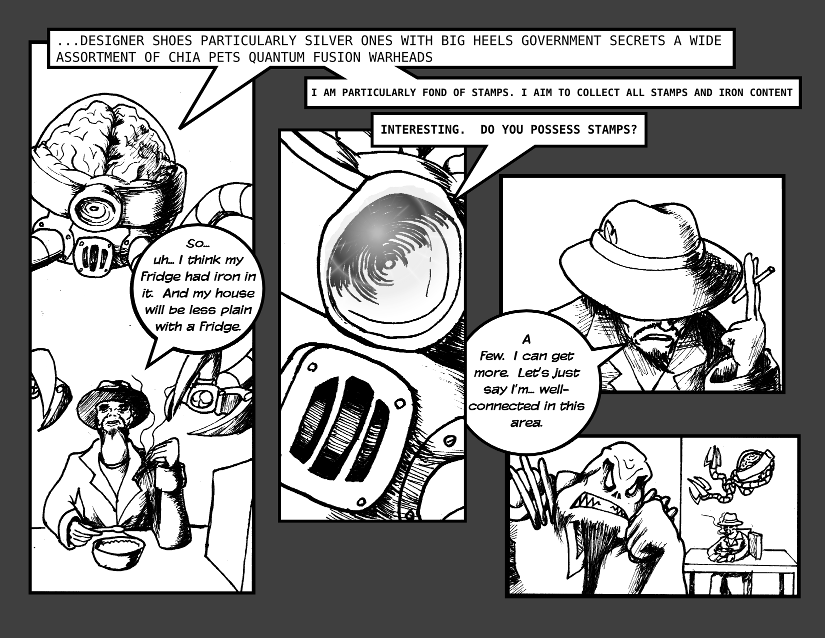 ...DESIGNER SHOES PARTICULARLY SILVER ONES WITH BIG HEELS GOVERNMENT SECRETS A WIDE
ASSORTMENT OF CHIA PETS QUANTUM FUSION WARHEADS
I AM PARTICULARLY FOND OF STAMPS. I AIM TO COLLECT ALL STAMPS AND IRON CONTENT
So...
uh... I think my
Fridge had iron in
it. And my house
will be less plain
with a Fridge.
INTERESTING. DO YOU POSSESS STAMPS?
A
Few. I can get
more. Let's just
say I'm... well-
connected in this
area.